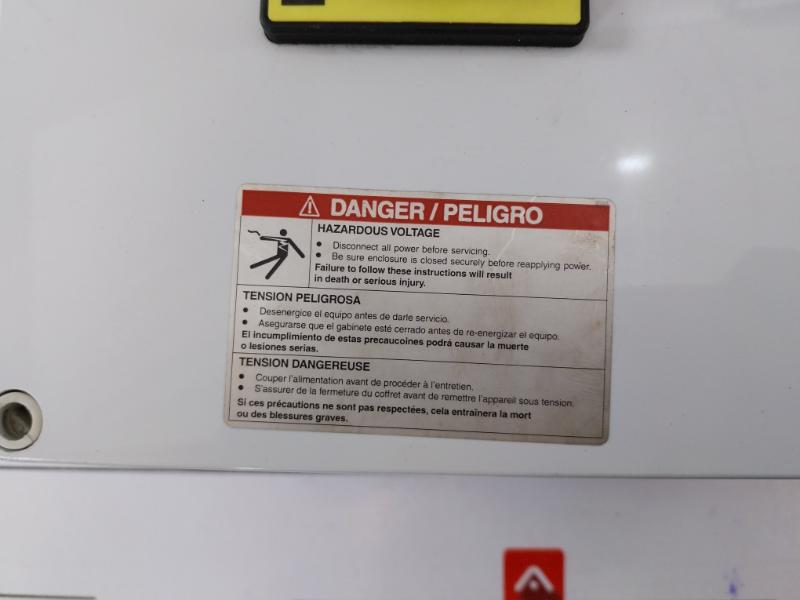 DANGER / PELIGRO
HAZARDOUS VOLTAGE
• Disconnect all power before servicing.
• Be sure enclosure is closed securely before reapplying power.
Failure to follow these instructions will result
in death or serious injury.
TENSION PELIGROSA
• Desenergice el equipo antes de darle servicio.
• Asegurarse que el gabinete esté cerrado antes de re-energizar el equipo.
El incumplimiento de estas precaucoines podrá causar la muerte
o lesiones serias.
TENSION DANGEREUSE
• Couper l'alimentation avant de procéder à l'entretien.
• S'assurer de la fermeture du coffret avant de remettre l'appareil sous tension.
Si ces précautions ne sont pas respectées, cela entraînera la mort
ou des blessures graves.